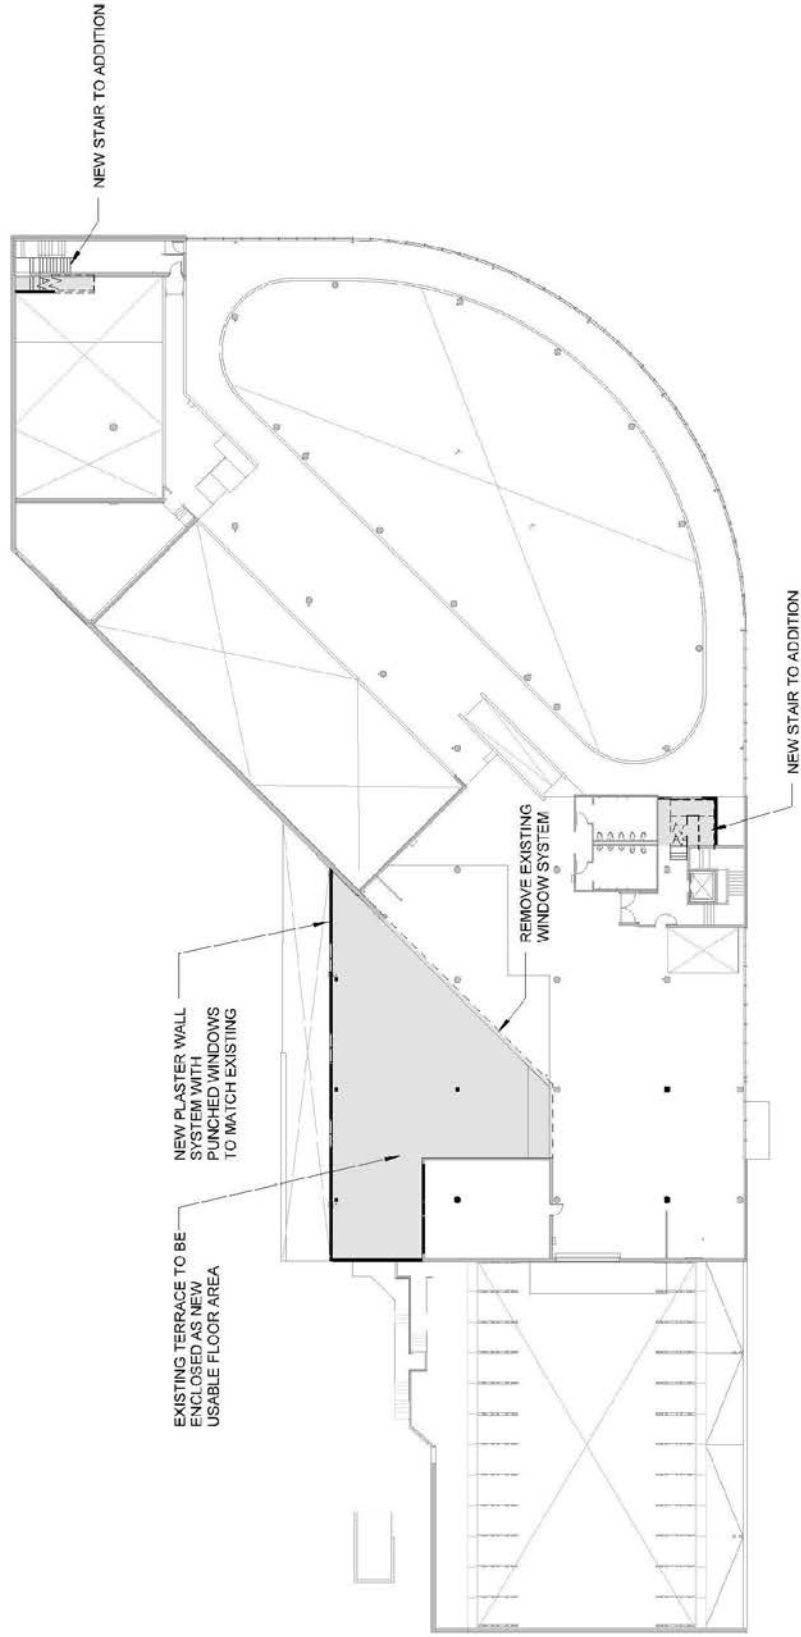 EXISTING TERRACE TO BE
ENCLOSED AS NEW
USABLE FLOOR AREA
NEW PLASTER WALL
SYSTEM WITH
PUNCHED WINDOWS
TO MATCH EXISTING
REMOVE EXISTING
WINDOW SYSTEM
NEW STAIR TO ADDITION
NEW STAIR TO ADDITION